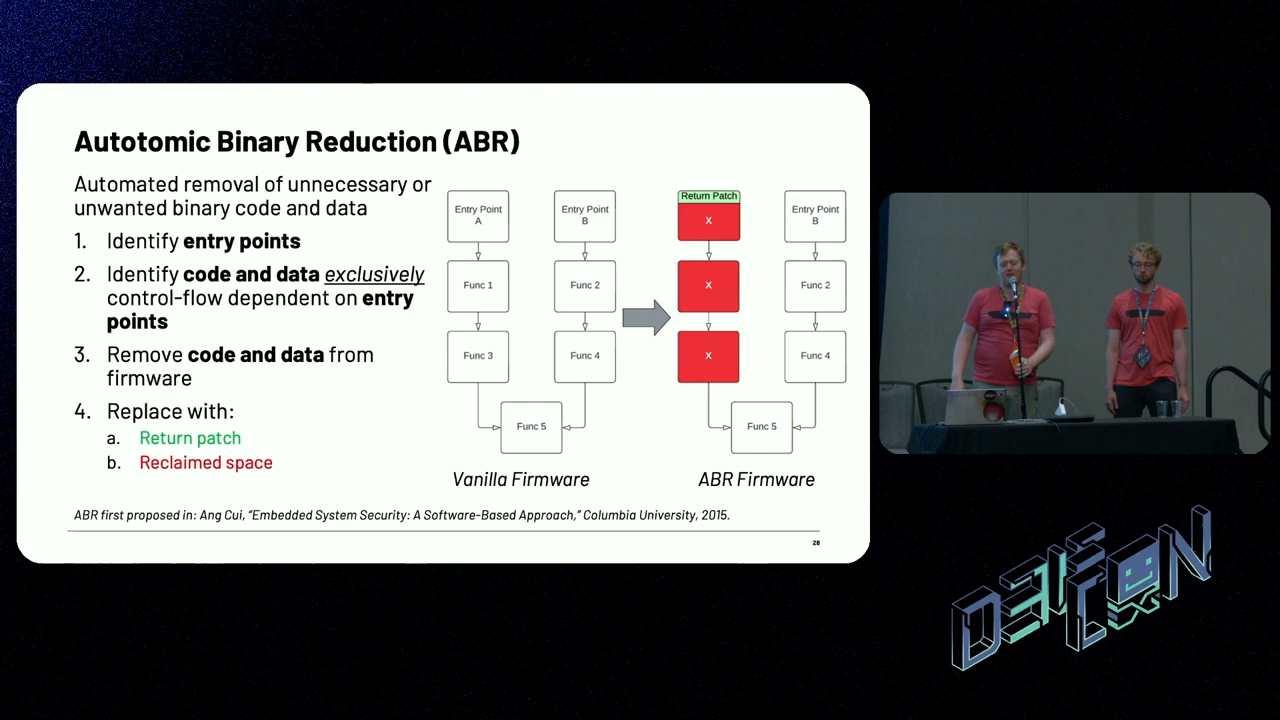 Autotomic Binary Reduction (ABR)
Automated removal of unnecessary or
unwanted binary code and data
1. Identify entry points
2. Identify code and data exclusively
control-flow dependent on entry
points
3. Remove code and data from
firmware
4. Replace with:
a. Return patch
b. Reclaimed space
Entry Point
A
Entry Point
B
Func 1
Func 2
Func 3
Func 4
Func 5
Vanilla Firmware
Return Patch
X
Entry Point
B
X
Func 2
X
Func 4
Func 5
ABR Firmware
ABR first proposed in: Ang Cui, “Embedded System Security: A Software-Based Approach,” Columbia University, 2015.
28
DEF CON